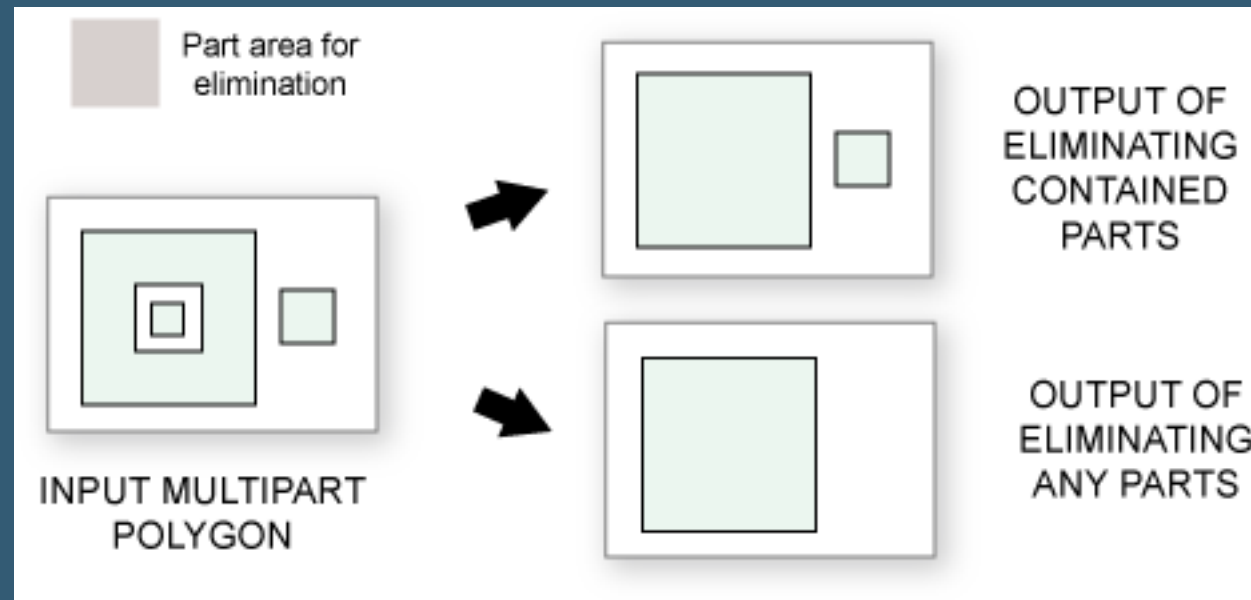 Part area for
elimination
INPUT MULTIPART
POLYGON
OUTPUT OF
ELIMINATING
CONTAINED
PARTS
OUTPUT OF
ELIMINATING
ANY PARTS